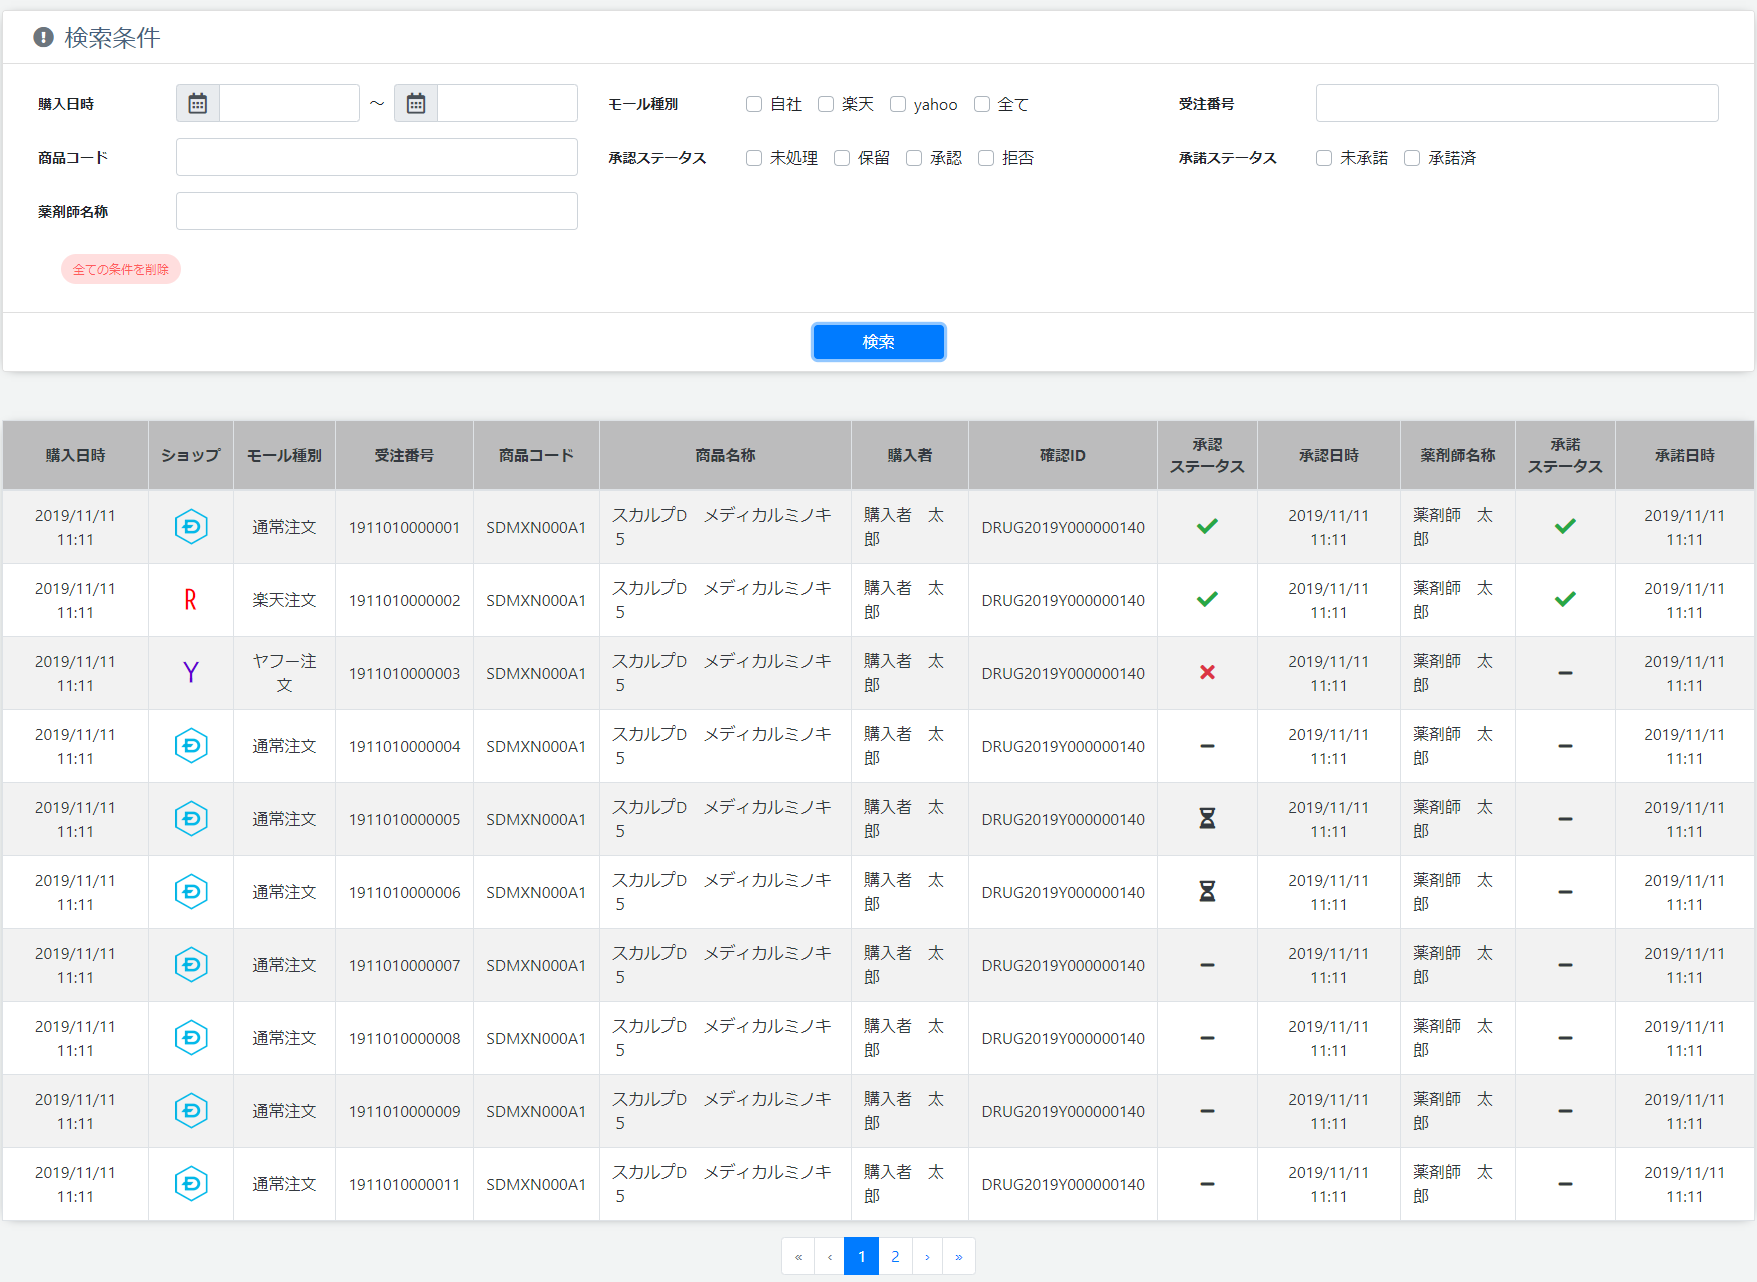 検索条件
購入日時 ～ モール種別 自社 楽天 yahoo 全て 受注番号
商品コード 承認ステータス 未処理 保留 承認 拒否 承諾ステータス 未承諾 承諾済
薬剤師名称
全ての条件を削除
検索
購入日時 ショップ モール種別 受注番号 商品コード 商品名称 購入者 確認ID 承認 ステータス 承認日時 薬剤師名称 承諾 ステータス 承諾日時
2019/11/11 11:11 通常注文 1911010000001 SDMXN000A1 スカルプD　メディカルミノキ5 購入者　太郎 DRUG2019Y000000140 2019/11/11 11:11 薬剤師　太郎 2019/11/11 11:11
2019/11/11 11:11 R 楽天注文 1911010000002 SDMXN000A1 スカルプD　メディカルミノキ5 購入者　太郎 DRUG2019Y000000140 2019/11/11 11:11 薬剤師　太郎 2019/11/11 11:11
2019/11/11 11:11 Y ヤフー注文 1911010000003 SDMXN000A1 スカルプD　メディカルミノキ5 購入者　太郎 DRUG2019Y000000140 2019/11/11 11:11 薬剤師　太郎 2019/11/11 11:11
2019/11/11 11:11 通常注文 1911010000004 SDMXN000A1 スカルプD　メディカルミノキ5 購入者　太郎 DRUG2019Y000000140 2019/11/11 11:11 薬剤師　太郎 2019/11/11 11:11
2019/11/11 11:11 通常注文 1911010000005 SDMXN000A1 スカルプD　メディカルミノキ5 購入者　太郎 DRUG2019Y000000140 2019/11/11 11:11 薬剤師　太郎 2019/11/11 11:11
2019/11/11 11:11 通常注文 1911010000006 SDMXN000A1 スカルプD　メディカルミノキ5 購入者　太郎 DRUG2019Y000000140 2019/11/11 11:11 薬剤師　太郎 2019/11/11 11:11
2019/11/11 11:11 通常注文 1911010000007 SDMXN000A1 スカルプD　メディカルミノキ5 購入者　太郎 DRUG2019Y000000140 2019/11/11 11:11 薬剤師　太郎 2019/11/11 11:11
2019/11/11 11:11 通常注文 1911010000008 SDMXN000A1 スカルプD　メディカルミノキ5 購入者　太郎 DRUG2019Y000000140 2019/11/11 11:11 薬剤師　太郎 2019/11/11 11:11
2019/11/11 11:11 通常注文 1911010000009 SDMXN000A1 スカルプD　メディカルミノキ5 購入者　太郎 DRUG2019Y000000140 2019/11/11 11:11 薬剤師　太郎 2019/11/11 11:11
2019/11/11 11:11 通常注文 1911010000011 SDMXN000A1 スカルプD　メディカルミノキ5 購入者　太郎 DRUG2019Y000000140 2019/11/11 11:11 薬剤師　太郎 2019/11/11 11:11
« ‹ 1 2 › »